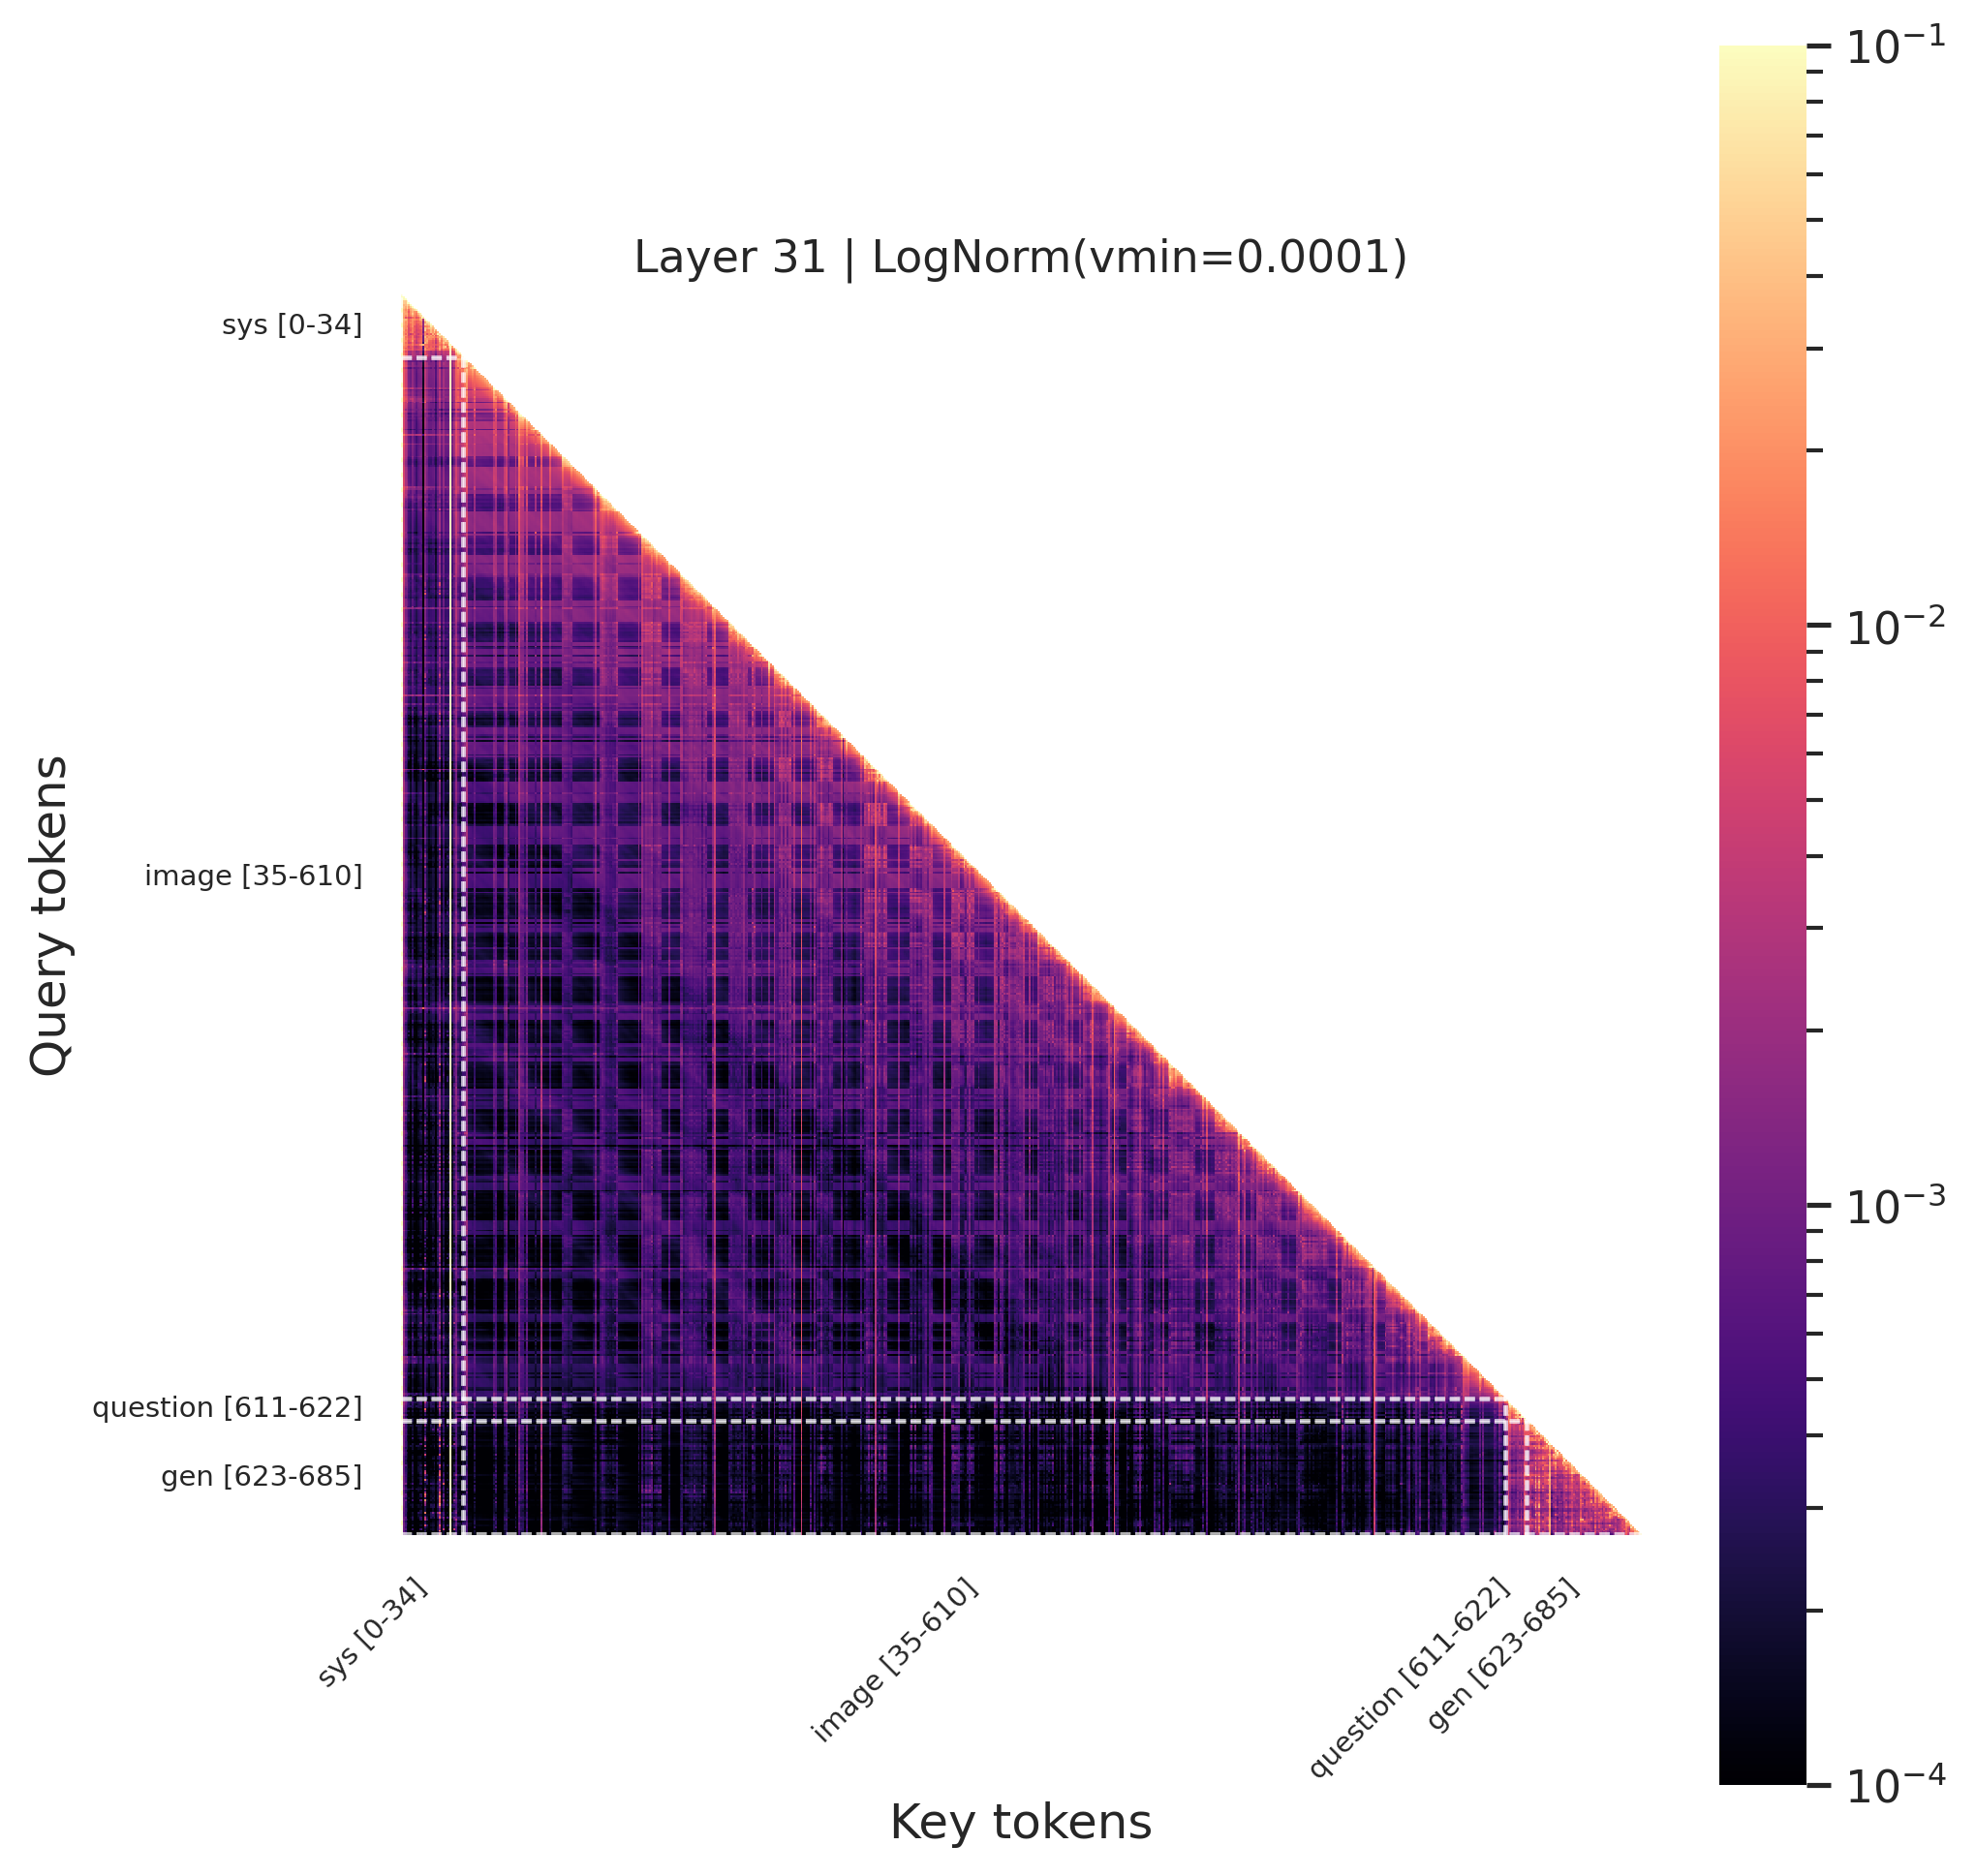 Layer 31 | LogNorm(vmin=0.0001)
Query tokens
sys [0-34]
image [35-610]
question [611-622]
gen [623-685]
sys [0-34]
image [35-610]
question [611-622]
gen [623-685]
Key tokens
10⁻¹
10⁻²
10⁻³
10⁻⁴